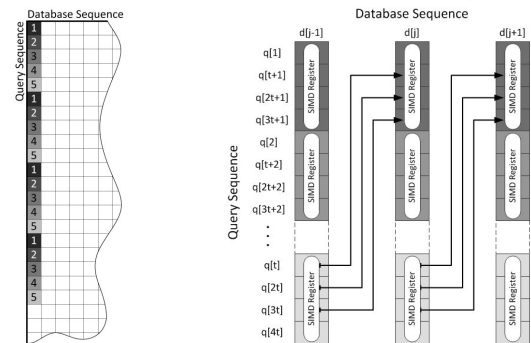 Database Sequence
Query Sequence
1
2
3
4
5
1
2
3
4
5
1
2
3
4
5
1
2
3
4
5
Database Sequence
d[j-1]
d[j]
d[j+1]
Query Sequence
q[1]
q[t+1]
q[2t+1]
q[3t+1]
SIMD Register
SIMD Register
SIMD Register
q[2]
q[t+2]
q[2t+2]
q[3t+2]
SIMD Register
SIMD Register
SIMD Register
q[t]
q[2t]
q[3t]
q[4t]
SIMD Register
SIMD Register
SIMD Register